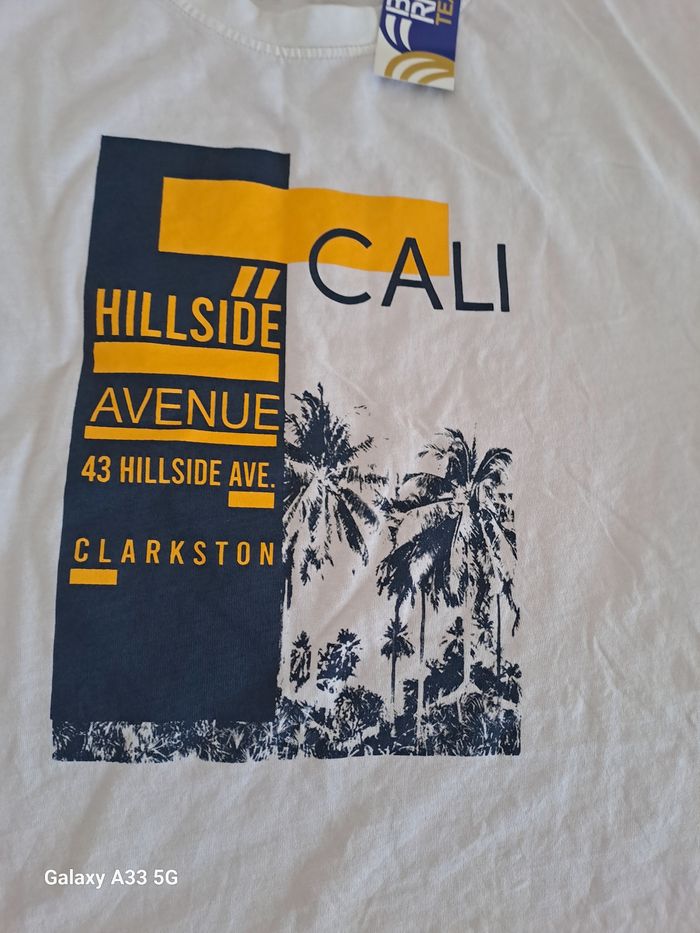 CALI
HILLSIDE
AVENUE
43 HILLSIDE AVE.
CLARKSTON
Galaxy A33 5G